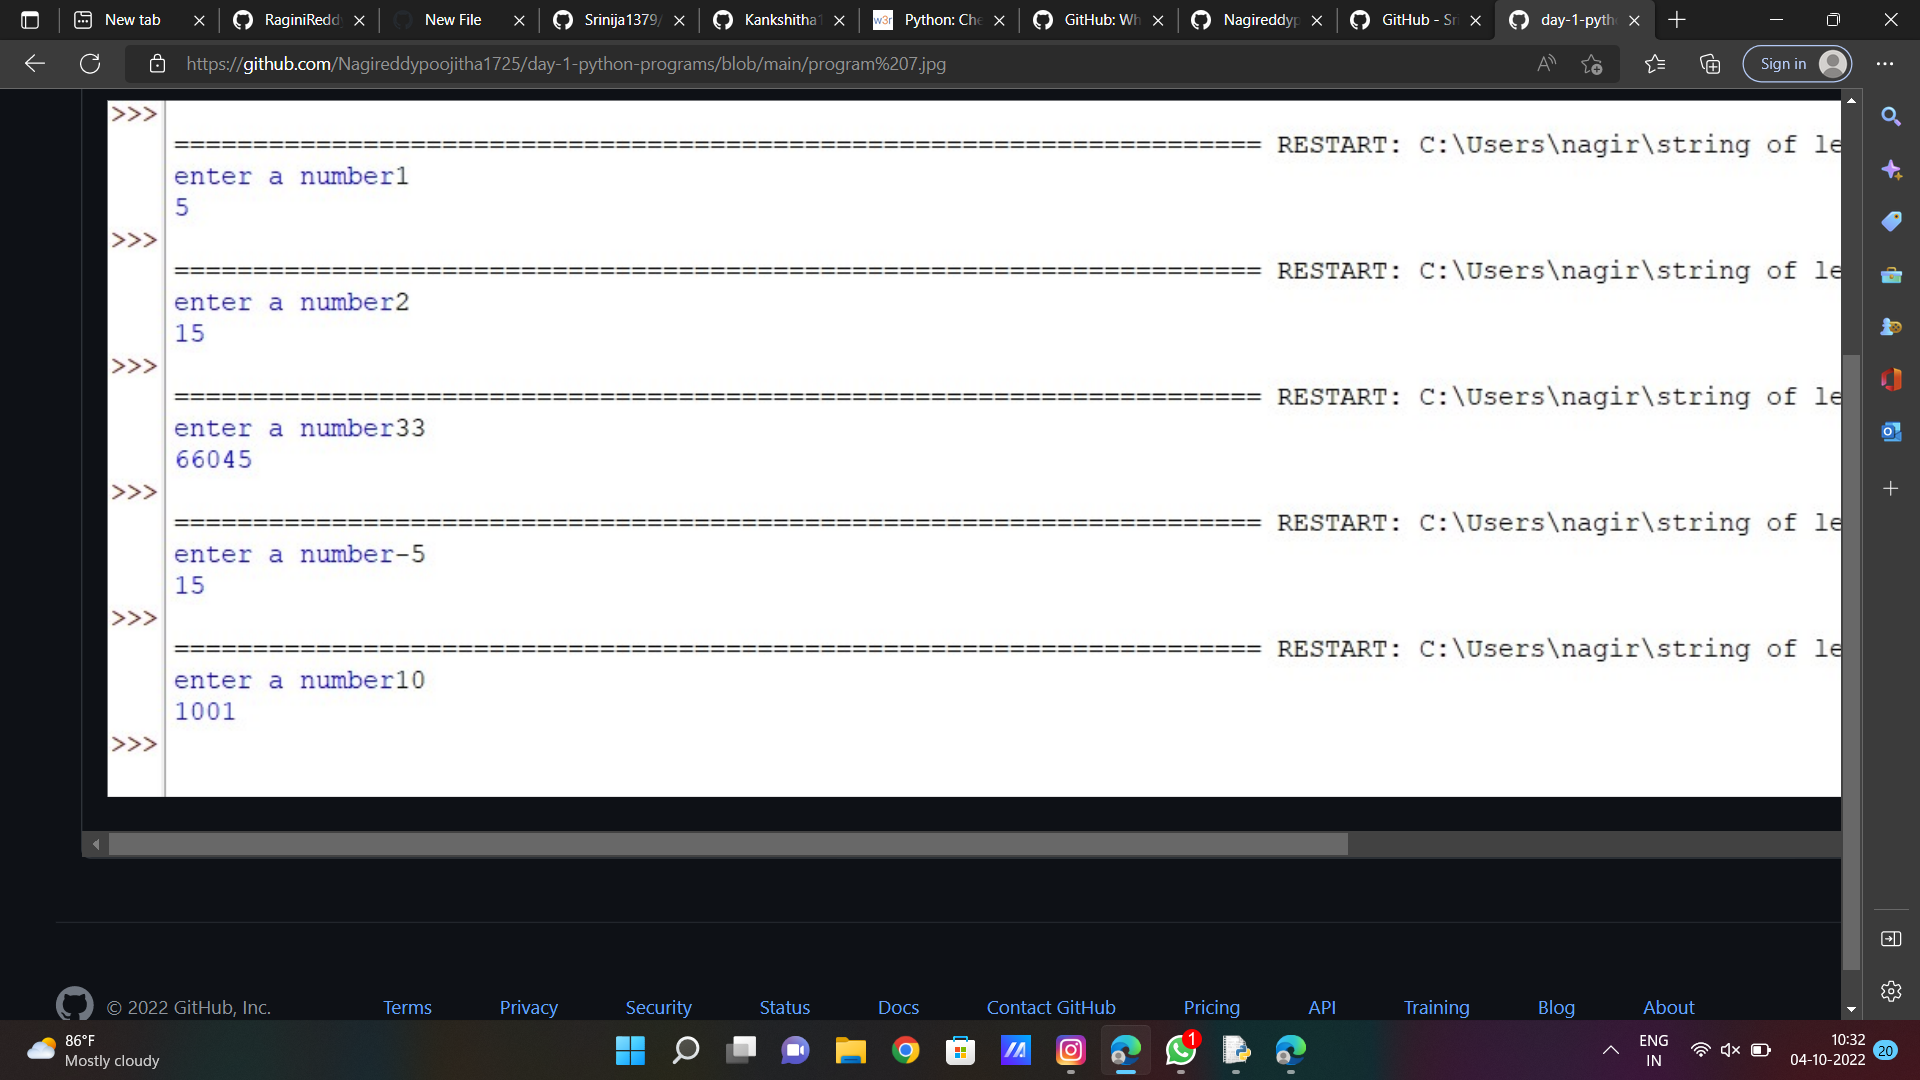 New tab
RaginiReddy
New File
Srinija1379/
Kankshitha1
w3r Python: Che
GitHub: Wh
Nagireddyp
GitHub - Sri
day-1-pytho
https://github.com/Nagireddypoojitha1725/day-1-python-programs/blob/main/program%207.jpg
Sign in
>>>
===================================================================== RESTART: C:\Users\nagir\string of le
enter a number1
5
>>>
===================================================================== RESTART: C:\Users\nagir\string of le
enter a number2
15
>>>
===================================================================== RESTART: C:\Users\nagir\string of le
enter a number33
66045
>>>
===================================================================== RESTART: C:\Users\nagir\string of le
enter a number-5
15
>>>
===================================================================== RESTART: C:\Users\nagir\string of le
enter a number10
1001
>>>
© 2022 GitHub, Inc.
Terms
Privacy
Security
Status
Docs
Contact GitHub
Pricing
API
Training
Blog
About
86°F
Mostly cloudy
1
ENG
IN
10:32
04-10-2022
20